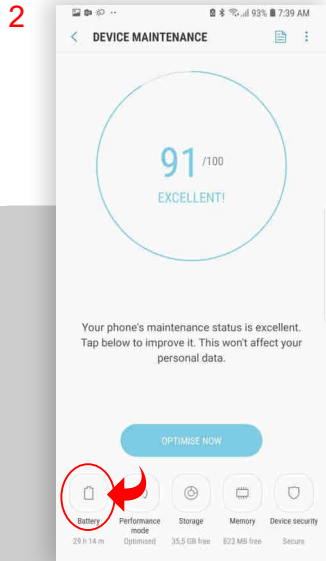 2
93% 7:39 AM
DEVICE MAINTENANCE
91 /100
EXCELLENT!
Your phone's maintenance status is excellent.
Tap below to improve it. This won't affect your
personal data.
OPTIMISE NOW
Battery Performance mode Storage Memory Device security
29 h 14 m Optimised 35,5 GB free 623 MB free Secure